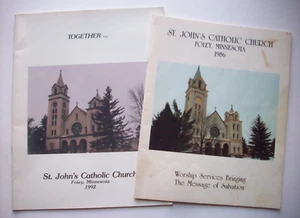 TOGETHER ...
St. John's Catholic Church
Foley, Minnesota
1992
ST. JOHN'S CATHOLIC CHURCH
FOLEY, MINNESOTA
1986
Worship Services Bringing
The Message of Salvation